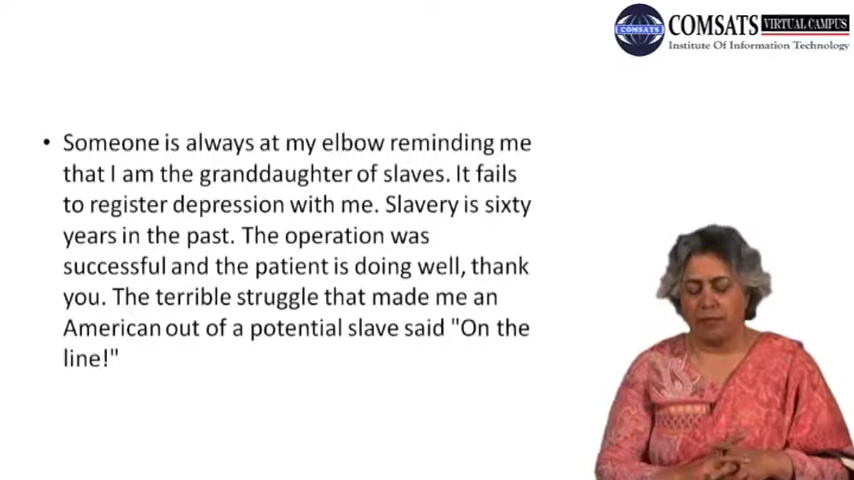 COMSATS VIRTUAL CAMPUS
Institute Of Information Technology
COMSATS
• Someone is always at my elbow reminding me
that I am the granddaughter of slaves. It fails
to register depression with me. Slavery is sixty
years in the past. The operation was
successful and the patient is doing well, thank
you. The terrible struggle that made me an
American out of a potential slave said "On the
line!"